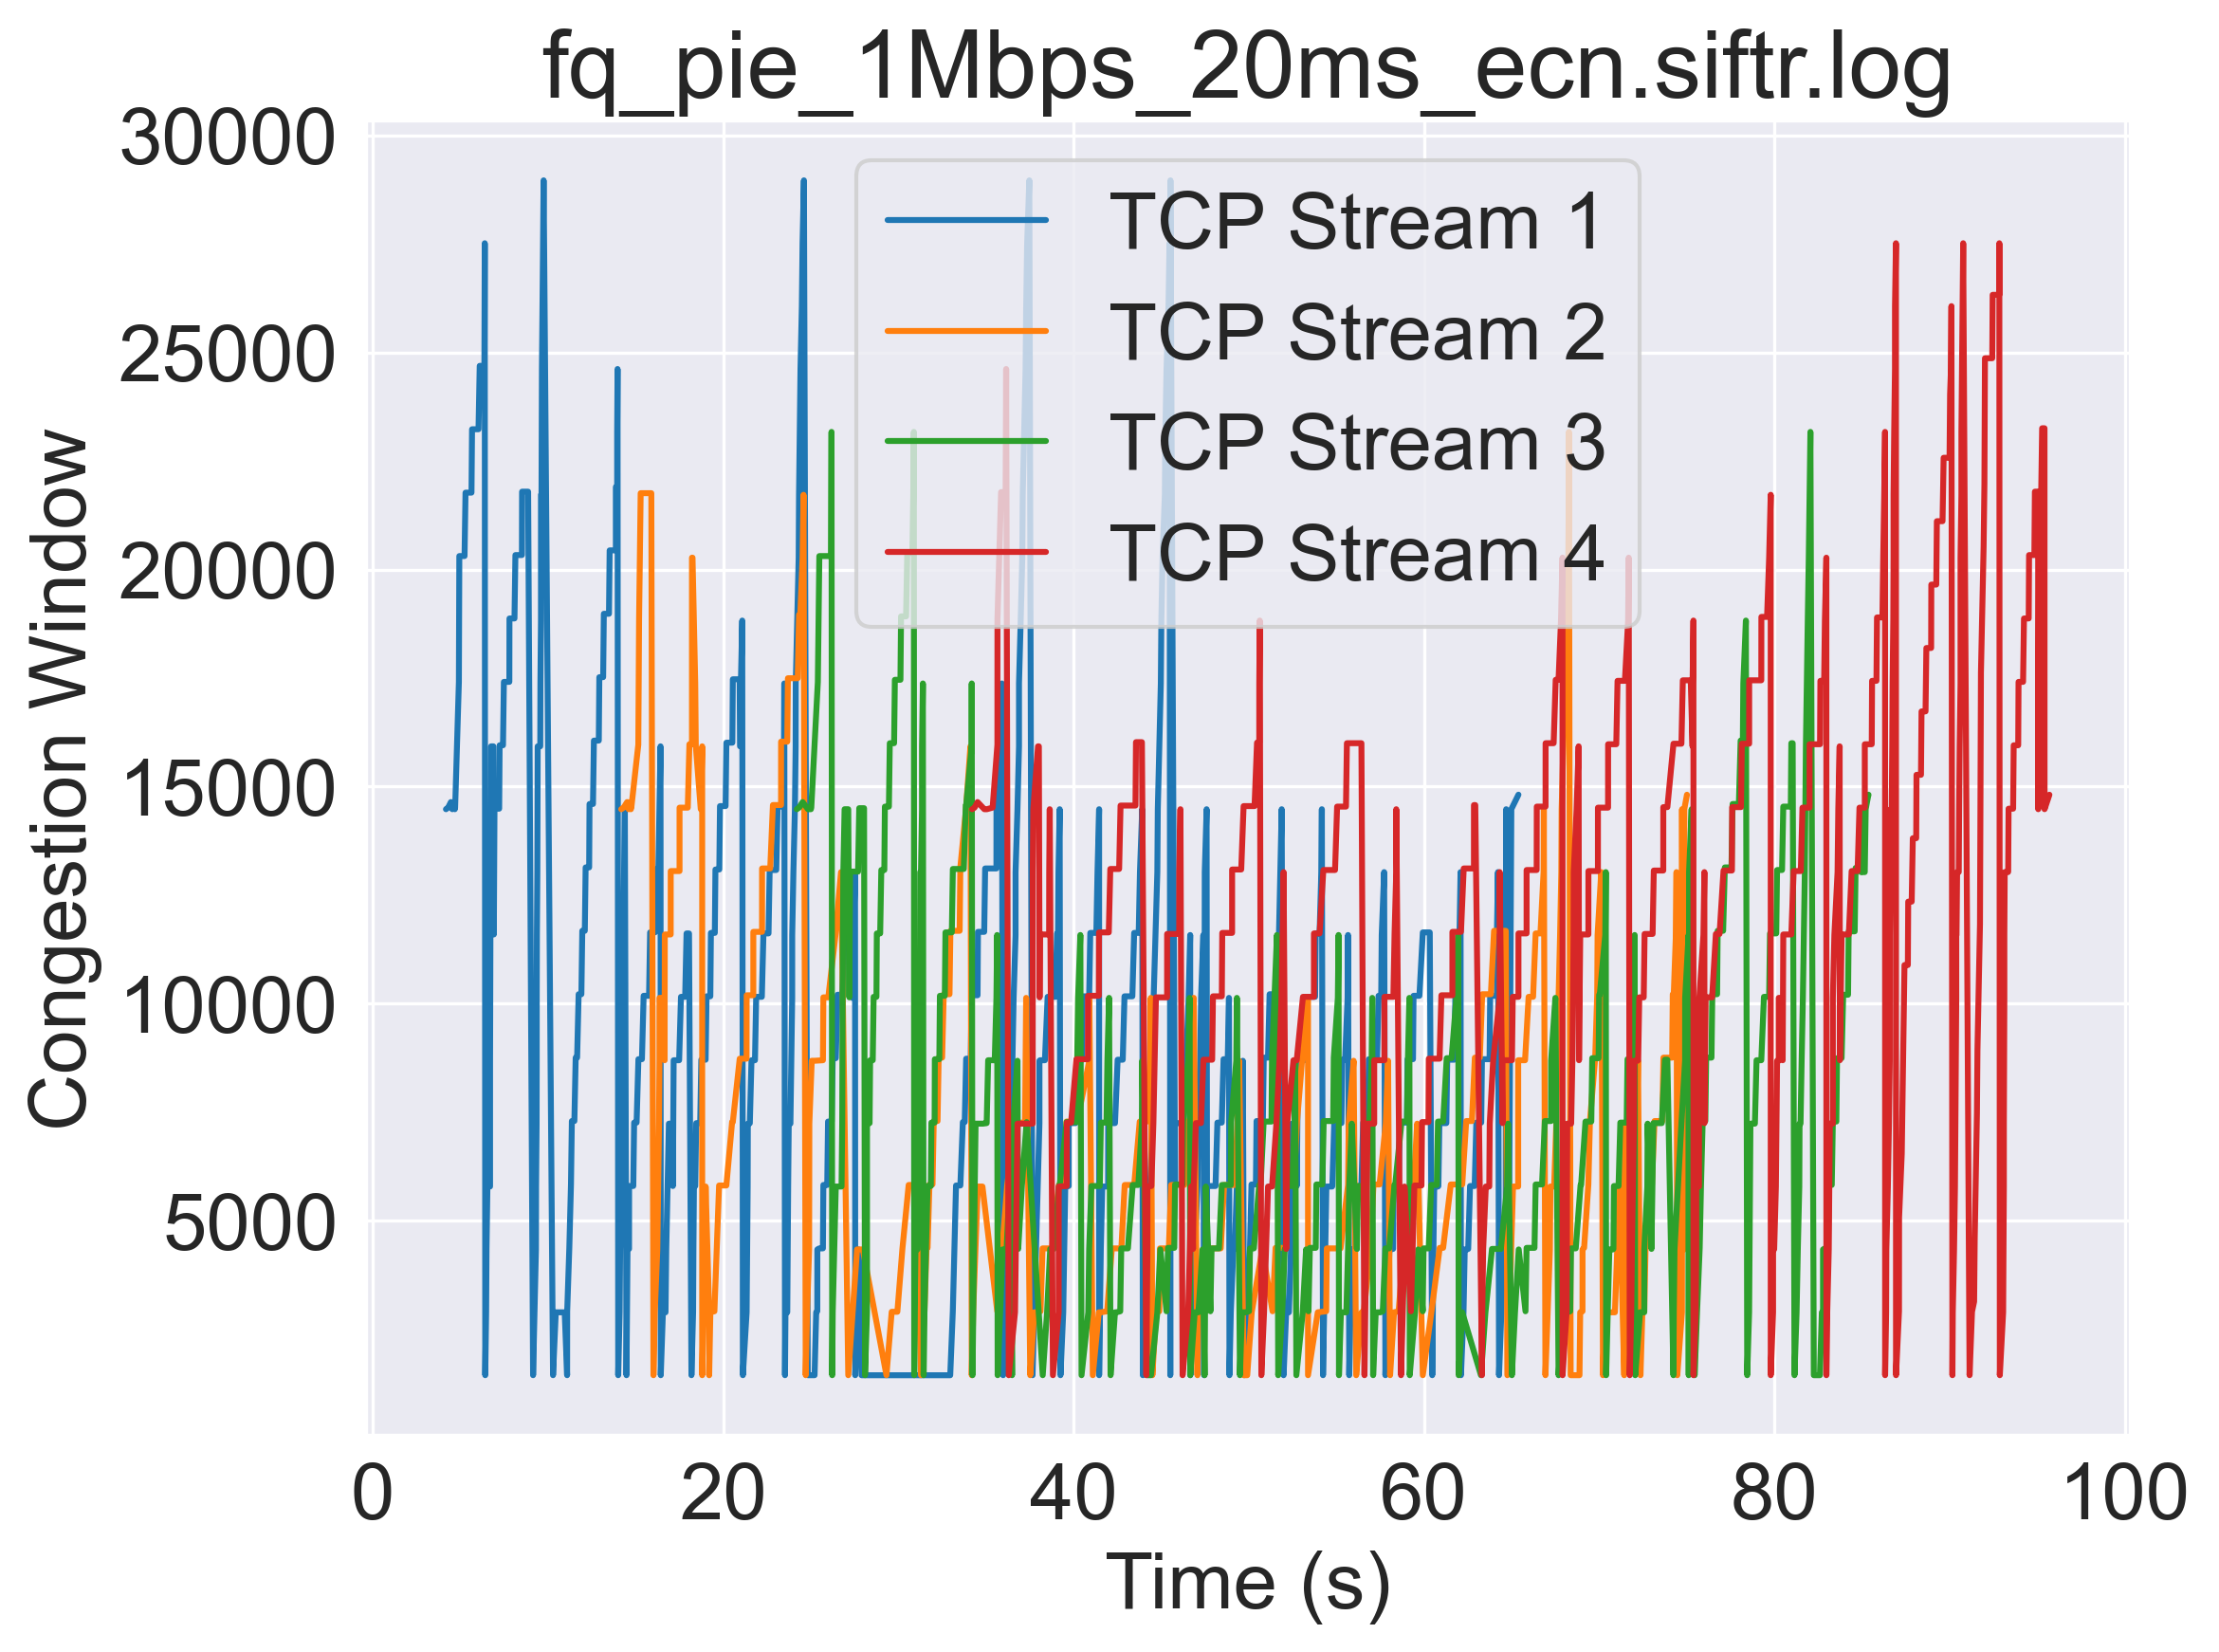 fq_pie_1Mbps_20ms_ecn.siftr.log
30000
25000
20000
15000
10000
5000
Congestion Window
TCP Stream 1
TCP Stream 2
TCP Stream 3
TCP Stream 4
0 20 40 60 80 100
Time (s)